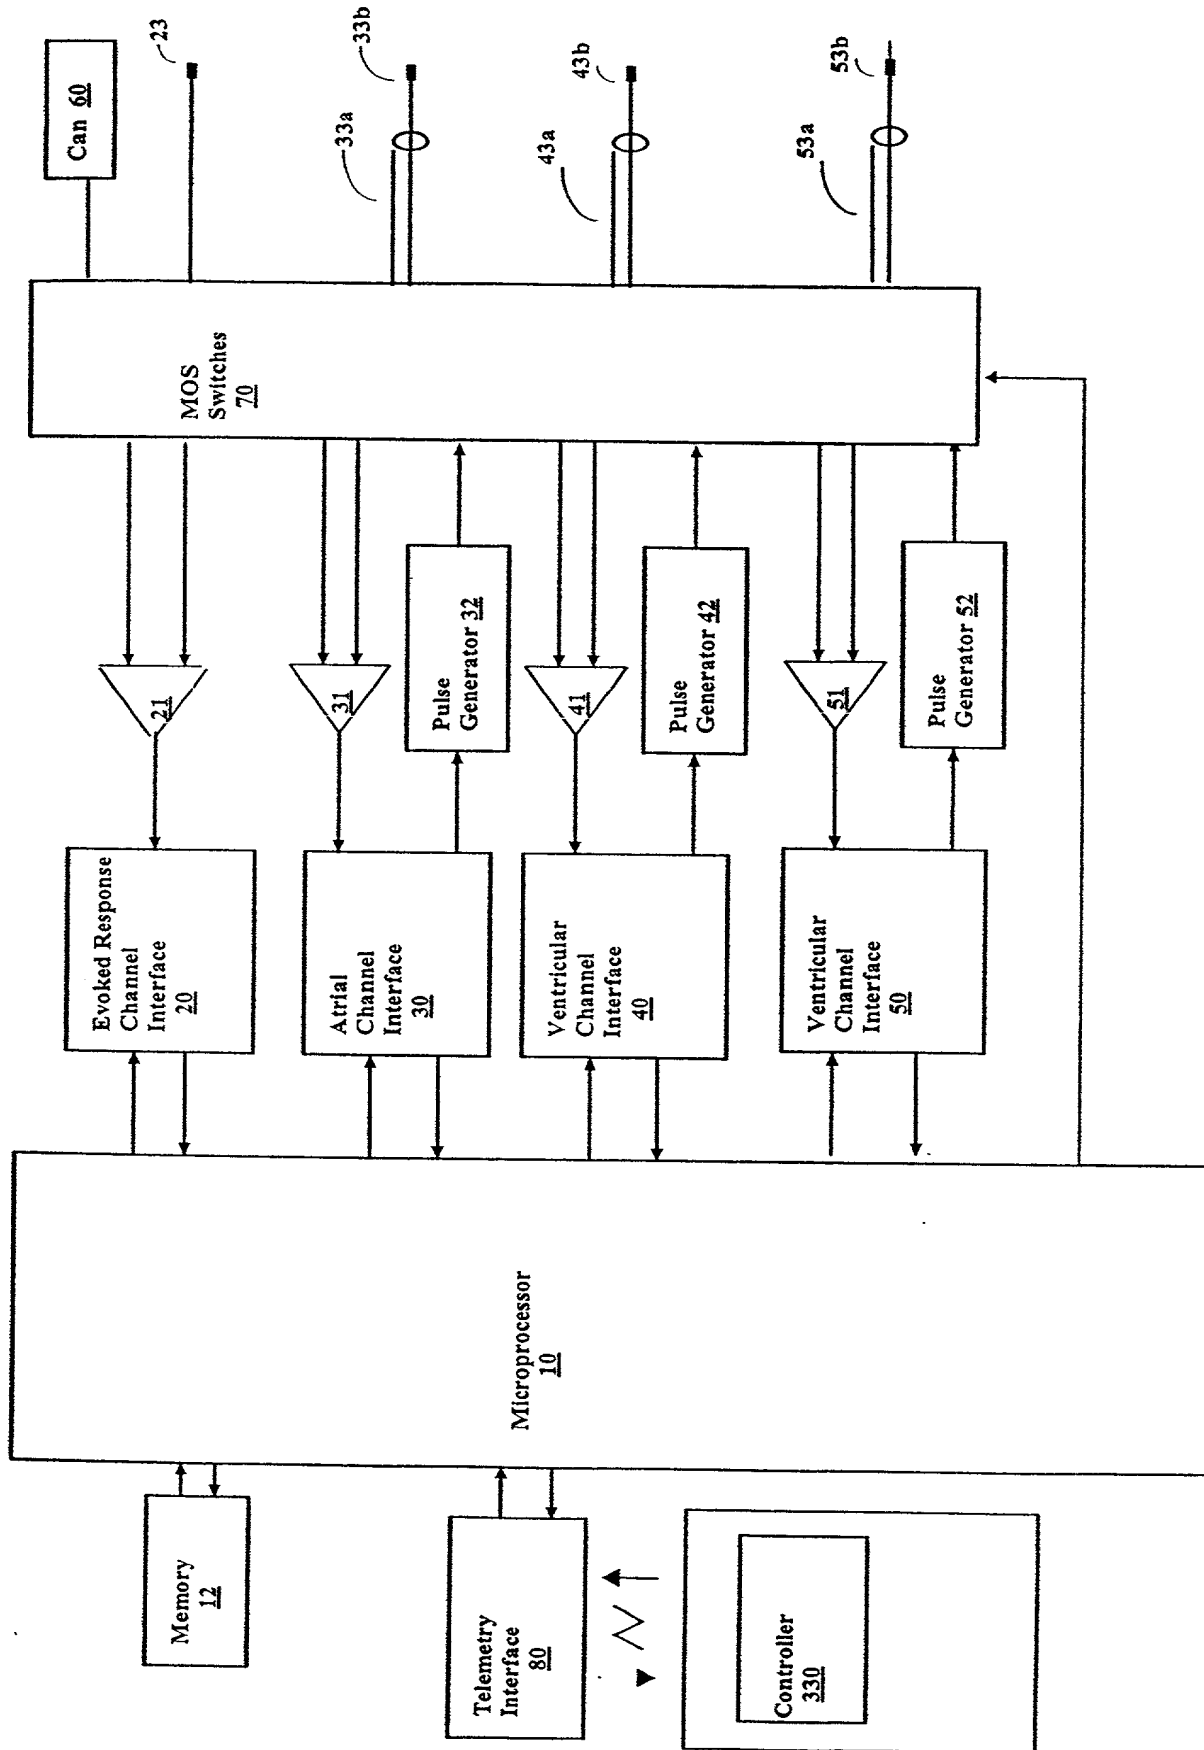 Can 60
23
33a
33b
43a
43b
53a
53b
MOS
Switches
70
21
31
Pulse
Generator 32
41
Pulse
Generator 42
51
Pulse
Generator 52
Evoked Response
Channel
Interface
20
Atrial
Channel
Interface
30
Ventricular
Channel
Interface
40
Ventricular
Channel
Interface
50
Microprocessor
10
Memory
12
Telemetry
Interface
80
Controller
330